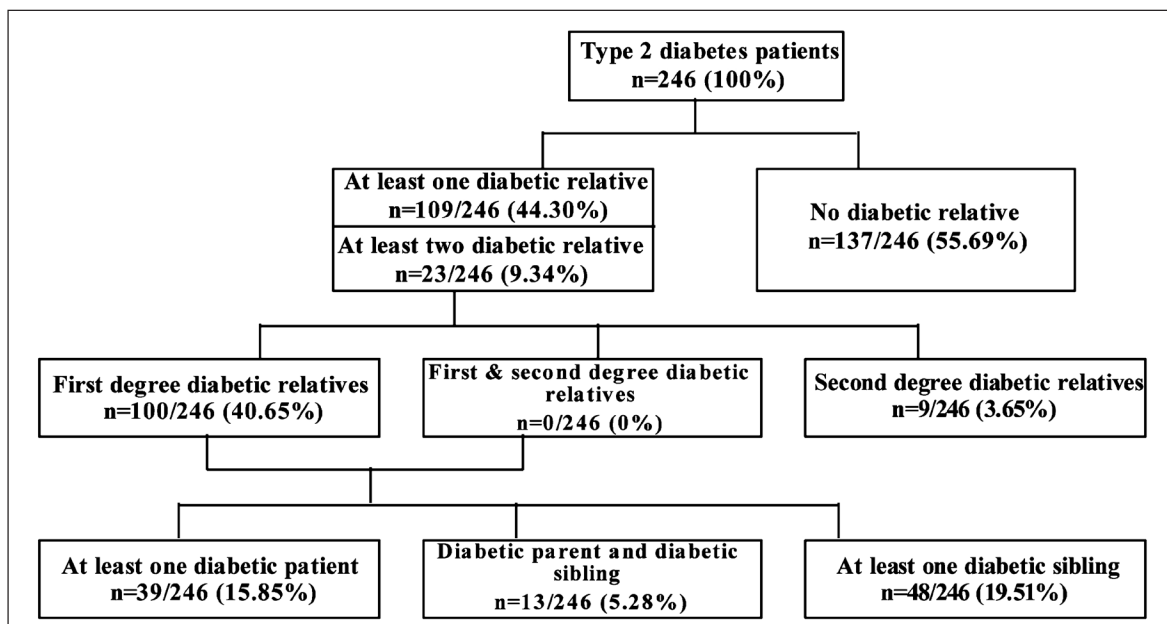 Type 2 diabetes patients
n=246 (100%)
At least one diabetic relative
n=109/246 (44.30%)
At least two diabetic relative
n=23/246 (9.34%)
No diabetic relative
n=137/246 (55.69%)
First degree diabetic relatives
n=100/246 (40.65%)
First & second degree diabetic
relatives
n=0/246 (0%)
Second degree diabetic relatives
n=9/246 (3.65%)
At least one diabetic patient
n=39/246 (15.85%)
Diabetic parent and diabetic
sibling
n=13/246 (5.28%)
At least one diabetic sibling
n=48/246 (19.51%)